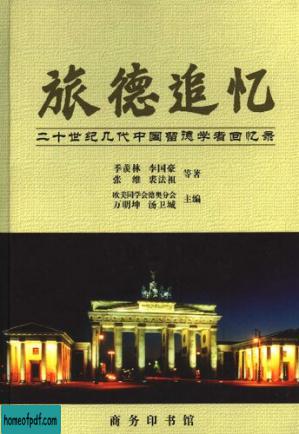 旅德追忆
二十世纪几代中国留德学者回忆录
季羡林 李国豪
张维 裘法祖 等著
欧美同学会德奥分会
万明坤 汤卫城 主编
homeofpdf.com
商务印书馆